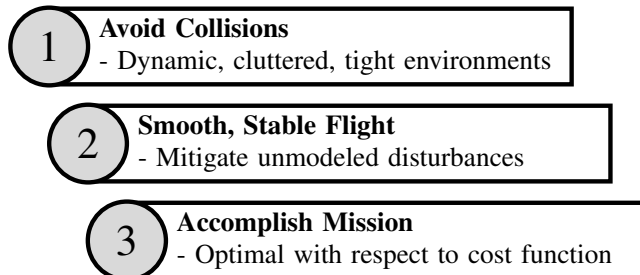 1
Avoid Collisions
- Dynamic, cluttered, tight environments
2
Smooth, Stable Flight
- Mitigate unmodeled disturbances
3
Accomplish Mission
- Optimal with respect to cost function